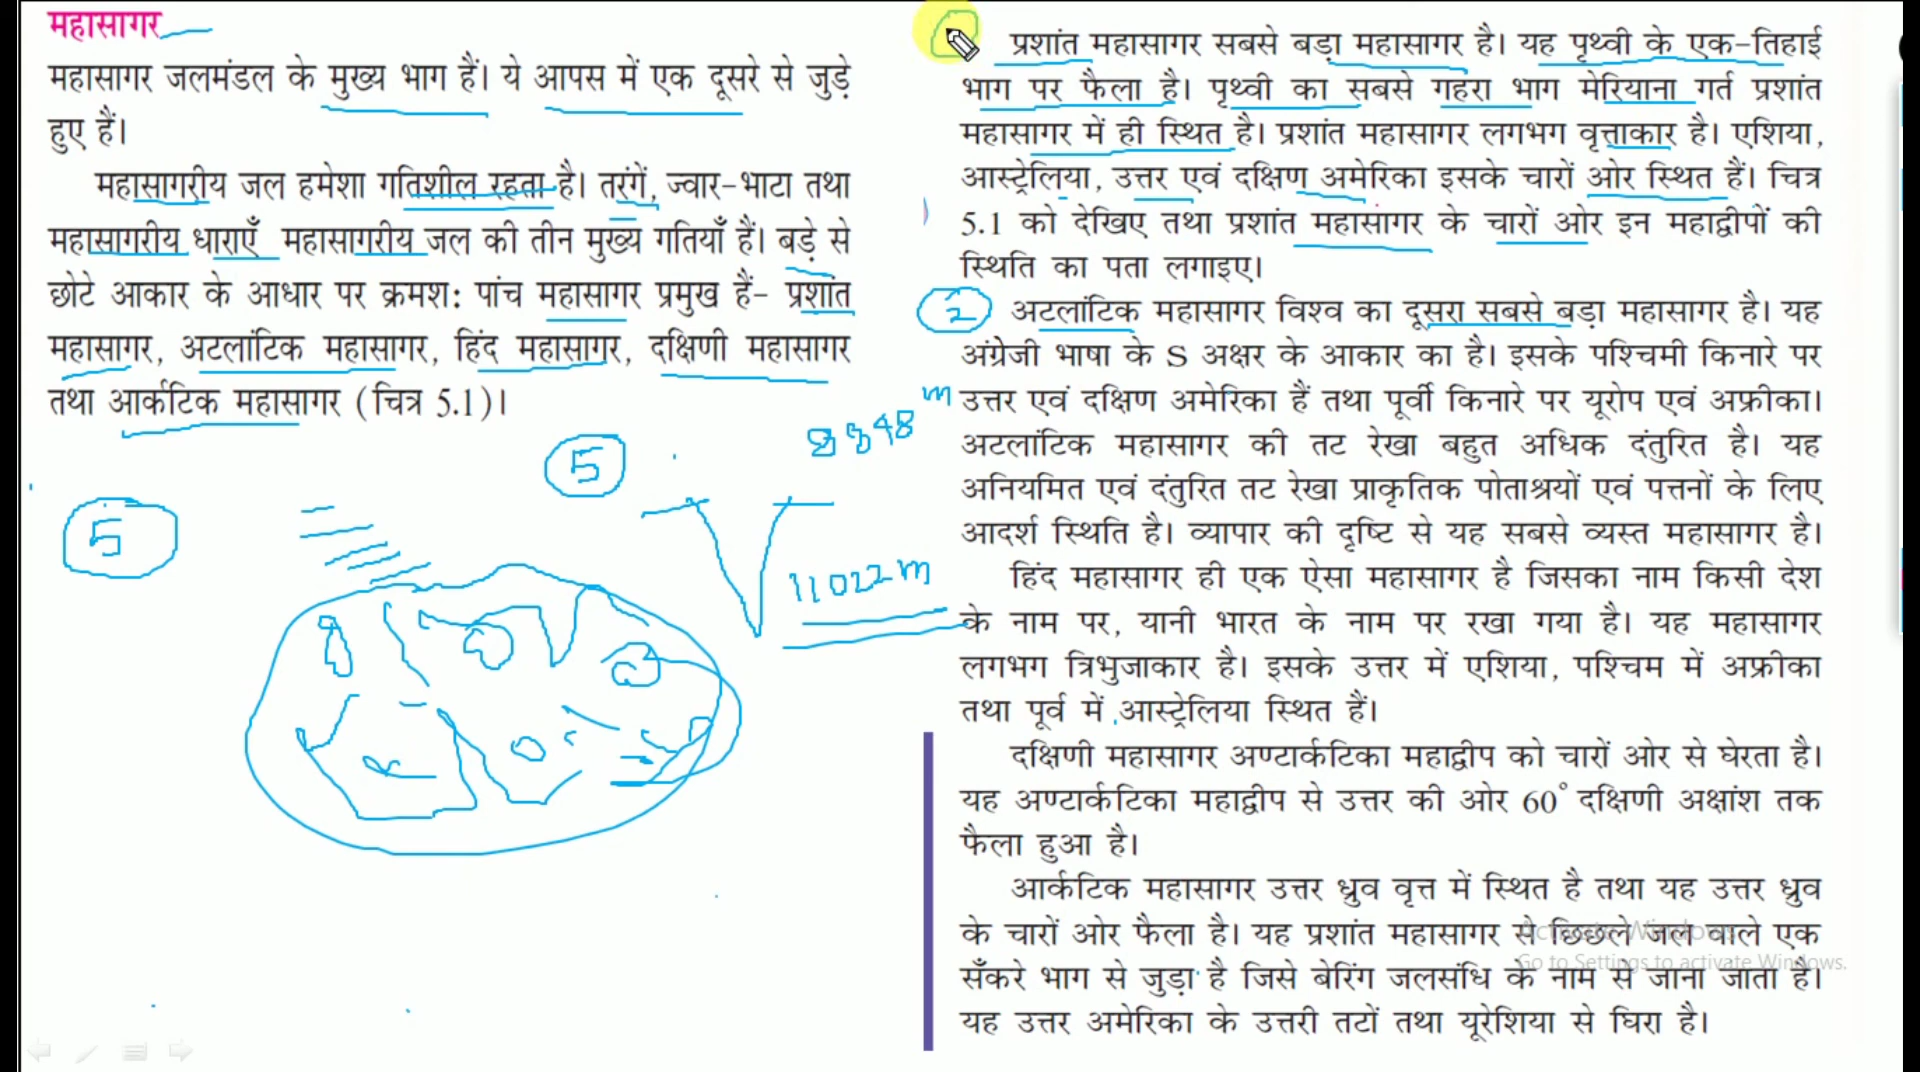 महासागर
महासागर जलमंडल के मुख्य भाग हैं। ये आपस में एक दूसरे से जुड़े
हुए हैं।
महासागरीय जल हमेशा गतिशील रहता है। तरंगें, ज्वार-भाटा तथा
महासागरीय धाराएँ महासागरीय जल की तीन मुख्य गतियाँ हैं। बड़े से
छोटे आकार के आधार पर क्रमश: पांच महासागर प्रमुख हैं- प्रशांत
महासागर, अटलांटिक महासागर, हिंद महासागर, दक्षिणी महासागर
तथा आर्कटिक महासागर (चित्र 5.1)।
5
5
8848 m
11022 m
प्रशांत महासागर सबसे बड़ा महासागर है। यह पृथ्वी के एक-तिहाई
भाग पर फैला है। पृथ्वी का सबसे गहरा भाग मेरियाना गर्त प्रशांत
महासागर में ही स्थित है। प्रशांत महासागर लगभग वृत्ताकार है। एशिया,
आस्ट्रेलिया, उत्तर एवं दक्षिण अमेरिका इसके चारों ओर स्थित हैं। चित्र
5.1 को देखिए तथा प्रशांत महासागर के चारों ओर इन महाद्वीपों की
स्थिति का पता लगाइए।
2 अटलांटिक महासागर विश्व का दूसरा सबसे बड़ा महासागर है। यह
अंग्रेजी भाषा के S अक्षर के आकार का है। इसके पश्चिमी किनारे पर
उत्तर एवं दक्षिण अमेरिका हैं तथा पूर्वी किनारे पर यूरोप एवं अफ्रीका।
अटलांटिक महासागर की तट रेखा बहुत अधिक दंतुरित है। यह
अनियमित एवं दंतुरित तट रेखा प्राकृतिक पोताश्रयों एवं पत्तनों के लिए
आदर्श स्थिति है। व्यापार की दृष्टि से यह सबसे व्यस्त महासागर है।
हिंद महासागर ही एक ऐसा महासागर है जिसका नाम किसी देश
के नाम पर, यानी भारत के नाम पर रखा गया है। यह महासागर
लगभग त्रिभुजाकार है। इसके उत्तर में एशिया, पश्चिम में अफ्रीका
तथा पूर्व में आस्ट्रेलिया स्थित हैं।
दक्षिणी महासागर अण्टार्कटिका महाद्वीप को चारों ओर से घेरता है।
यह अण्टार्कटिका महाद्वीप से उत्तर की ओर 60° दक्षिणी अक्षांश तक
फैला हुआ है।
आर्कटिक महासागर उत्तर ध्रुव वृत्त में स्थित है तथा यह उत्तर ध्रुव
के चारों ओर फैला है। यह प्रशांत महासागर से छिछले जल वाले एक
सँकरे भाग से जुड़ा है जिसे बेरिंग जलसंधि के नाम से जाना जाता है।
यह उत्तर अमेरिका के उत्तरी तटों तथा यूरेशिया से घिरा है।
Activate Windows
Go to Settings to activate Windows.